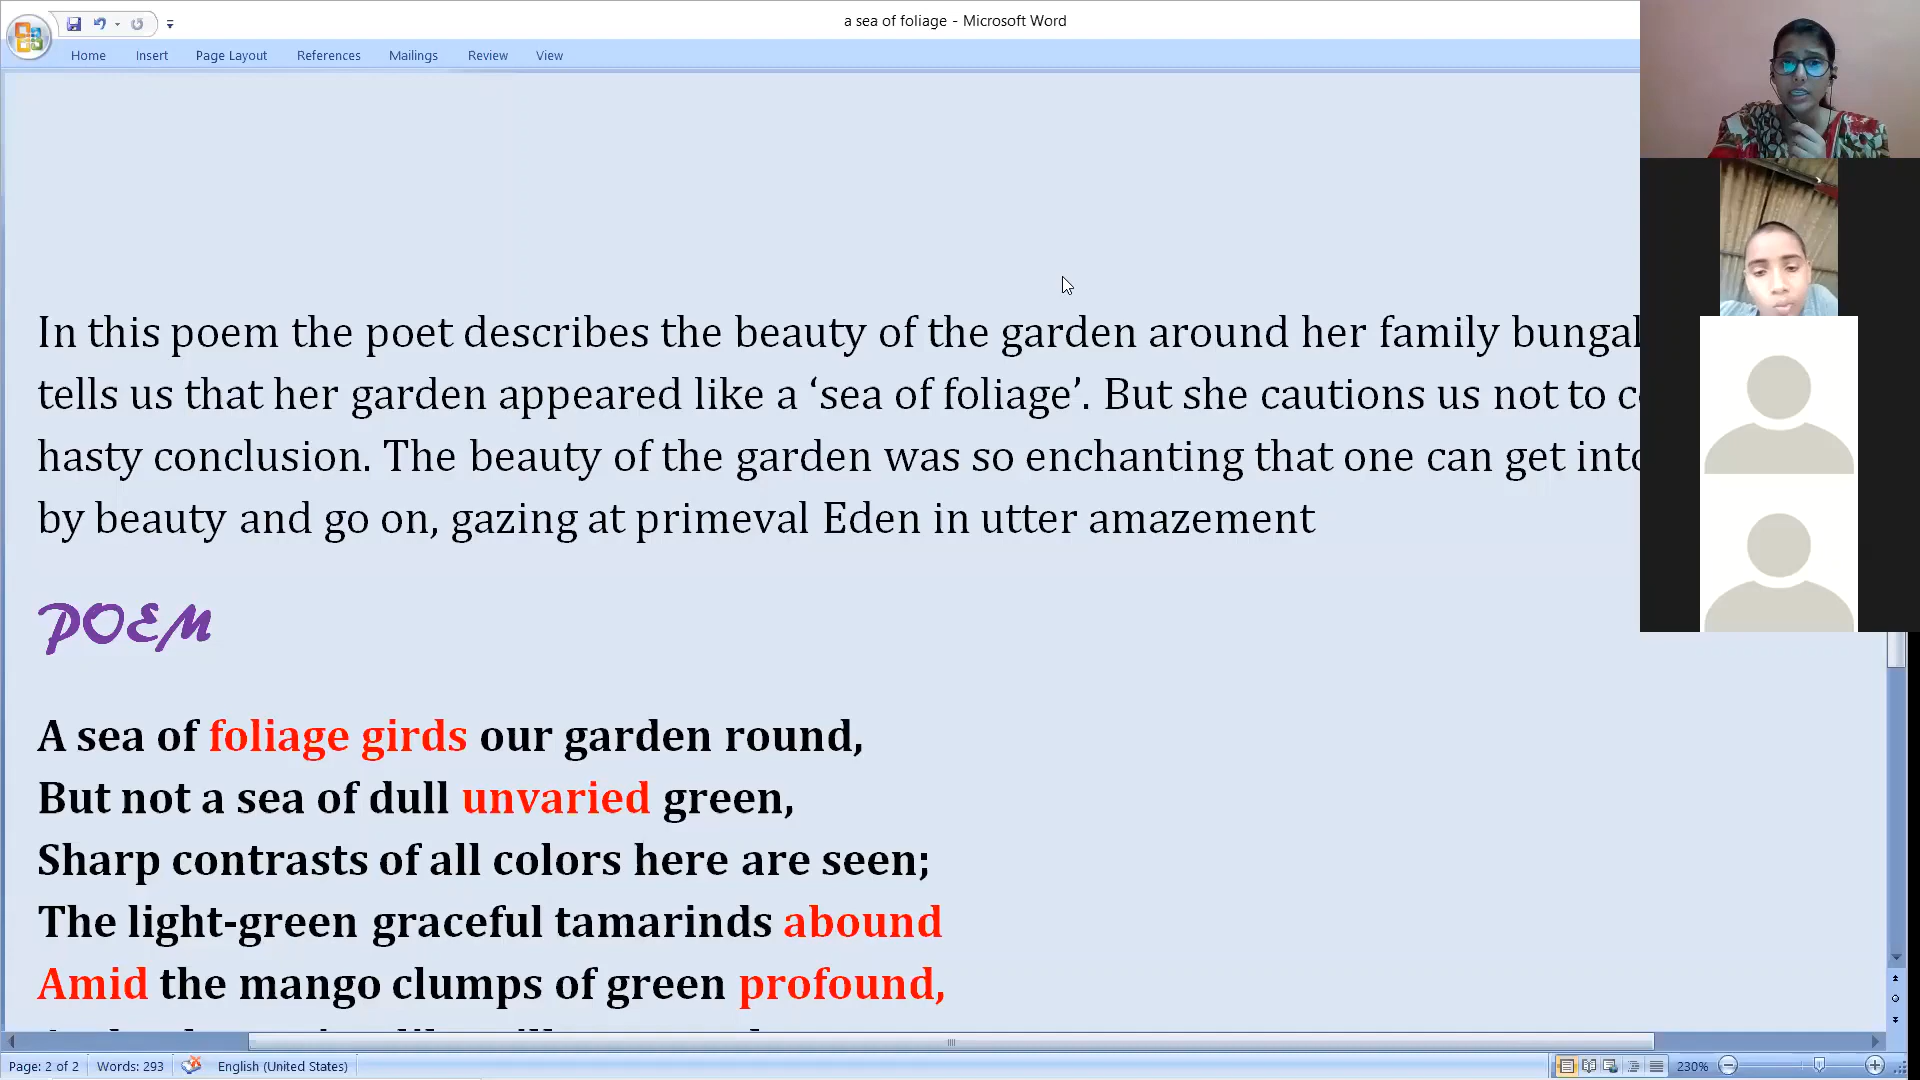 a sea of foliage - Microsoft Word
Home Insert Page Layout References Mailings Review View
In this poem the poet describes the beauty of the garden around her family
tells us that her garden appeared like a ‘sea of foliage’. But she cautions us not to
hasty conclusion. The beauty of the garden was so enchanting that one can get into
by beauty and go on, gazing at primeval Eden in utter amazement
POEM
A sea of foliage girds our garden round,
But not a sea of dull unvaried green,
Sharp contrasts of all colors here are seen;
The light-green graceful tamarinds abound
Amid the mango clumps of green profound,
Page: 2 of 2 Words: 293 English (United States) 230%